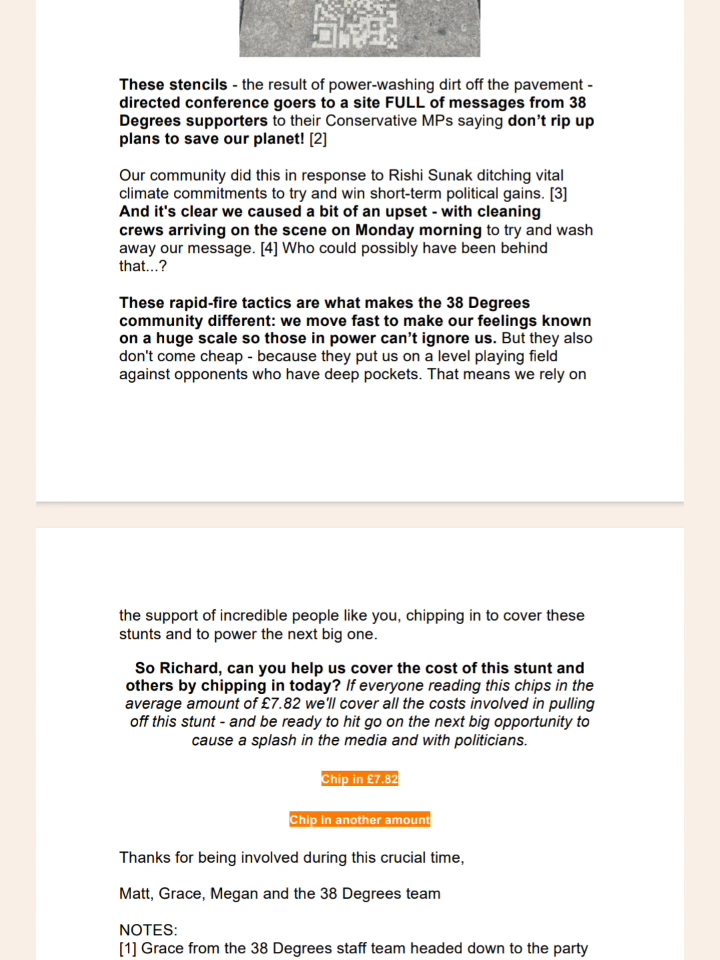 These stencils - the result of power-washing dirt off the pavement -
directed conference goers to a site FULL of messages from 38
Degrees supporters to their Conservative MPs saying don’t rip up
plans to save our planet! [2]
Our community did this in response to Rishi Sunak ditching vital
climate commitments to try and win short-term political gains. [3]
And it's clear we caused a bit of an upset - with cleaning
crews arriving on the scene on Monday morning to try and wash
away our message. [4] Who could possibly have been behind
that...?
These rapid-fire tactics are what makes the 38 Degrees
community different: we move fast to make our feelings known
on a huge scale so those in power can’t ignore us. But they also
don't come cheap - because they put us on a level playing field
against opponents who have deep pockets. That means we rely on
the support of incredible people like you, chipping in to cover these
stunts and to power the next big one.
So Richard, can you help us cover the cost of this stunt and
others by chipping in today? If everyone reading this chips in the
average amount of £7.82 we'll cover all the costs involved in pulling
off this stunt - and be ready to hit go on the next big opportunity to
cause a splash in the media and with politicians.
Chip in £7.82
Chip in another amount
Thanks for being involved during this crucial time,
Matt, Grace, Megan and the 38 Degrees team
NOTES:
[1] Grace from the 38 Degrees staff team headed down to the party